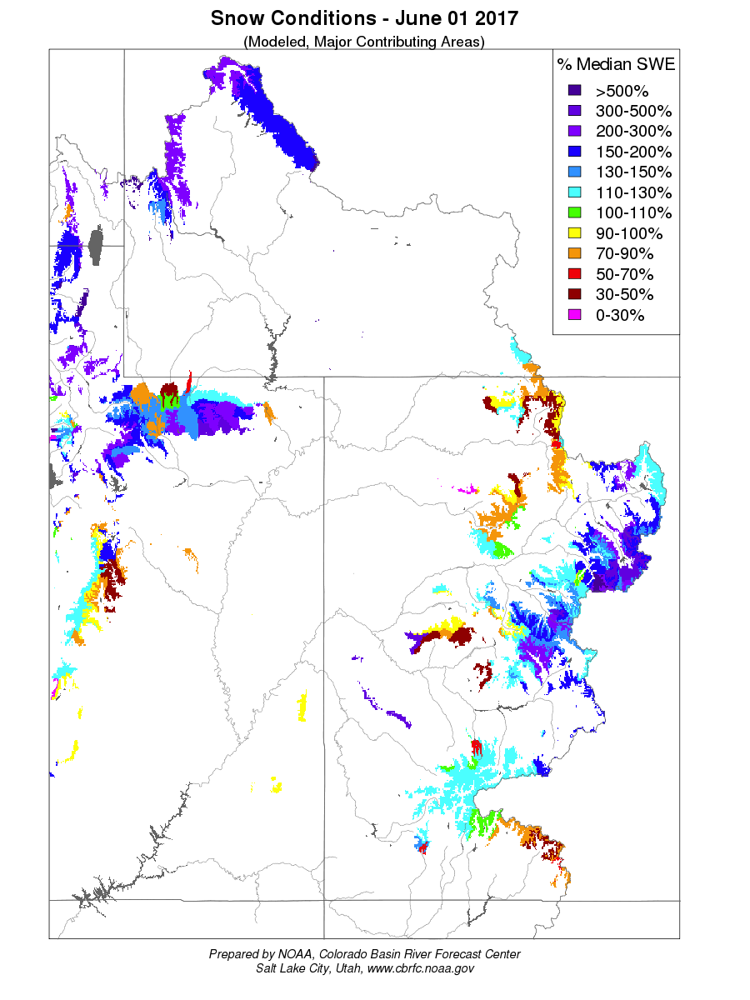 Snow Conditions - June 01 2017
(Modeled, Major Contributing Areas)
% Median SWE
>500%
300-500%
200-300%
150-200%
130-150%
110-130%
100-110%
90-100%
70-90%
50-70%
30-50%
0-30%
Prepared by NOAA, Colorado Basin River Forecast Center
Salt Lake City, Utah, www.cbrfc.noaa.gov